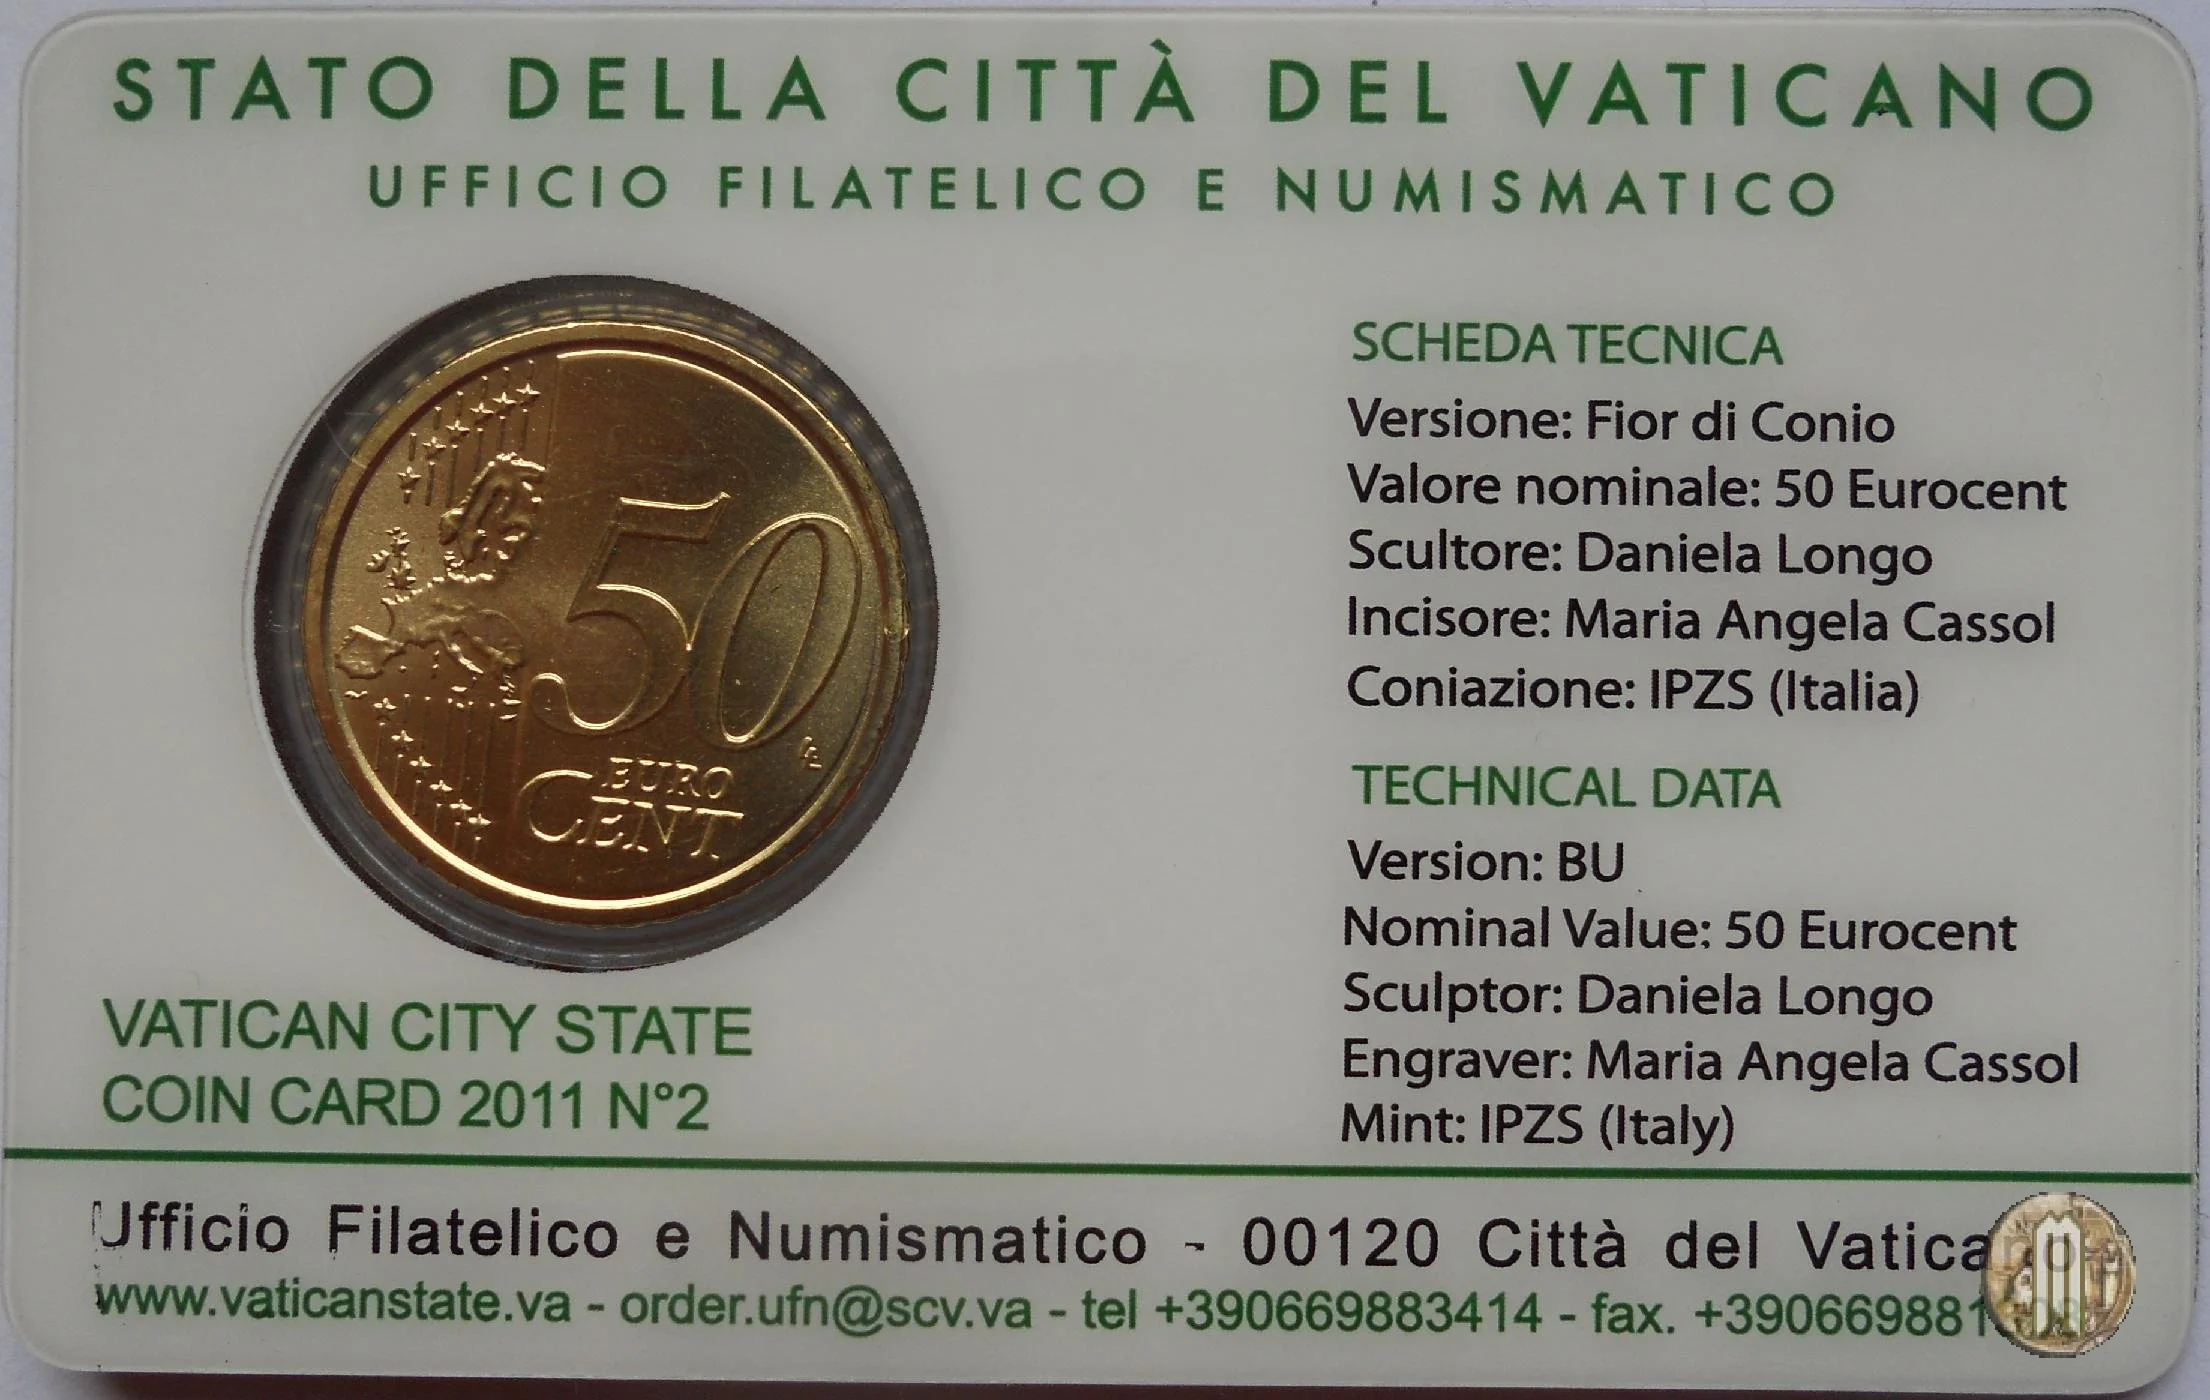 STATO DELLA CITTÀ DEL VATICANO
UFFICIO FILATELICO E NUMISMATICO
50
EURO
CENT
SCHEDA TECNICA
Versione: Fior di Conio
Valore nominale: 50 Eurocent
Scultore: Daniela Longo
Incisore: Maria Angela Cassol
Coniazione: IPZS (Italia)
TECHNICAL DATA
Version: BU
Nominal Value: 50 Eurocent
Sculptor: Daniela Longo
Engraver: Maria Angela Cassol
Mint: IPZS (Italy)
VATICAN CITY STATE
COIN CARD 2011 N°2
Ufficio Filatelico e Numismatico - 00120 Città del Vaticano
www.vaticanstate.va - order.ufn@scv.va - tel +390669883414 - fax.